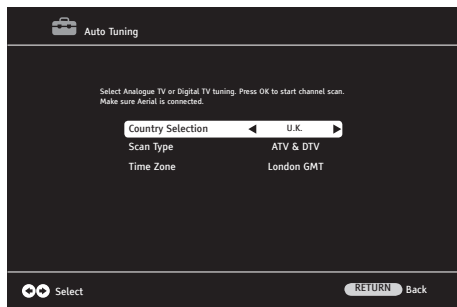 Auto Tuning
Select Analogue TV or Digital TV tuning. Press OK to start channel scan.
Make sure Aerial is connected.
Country Selection U.K.
Scan Type ATV & DTV
Time Zone London GMT
Select RETURN Back